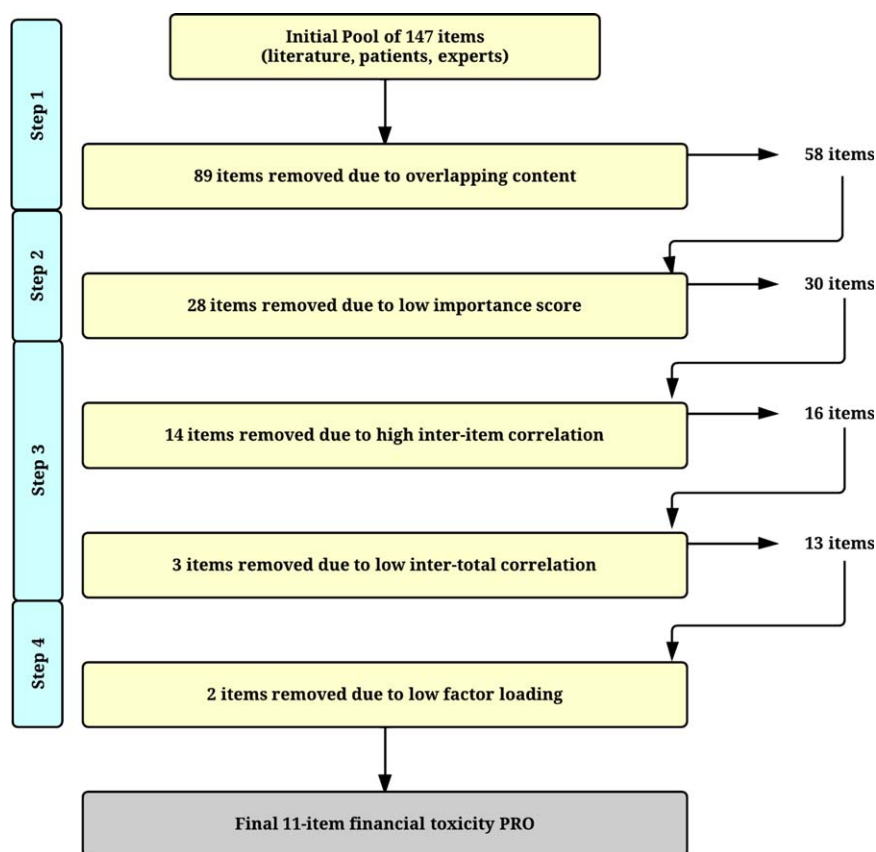 Step 1
Initial Pool of 147 items
(literature, patients, experts)
89 items removed due to overlapping content
58 items
Step 2
28 items removed due to low importance score
30 items
Step 3
14 items removed due to high inter-item correlation
16 items
3 items removed due to low inter-total correlation
13 items
Step 4
2 items removed due to low factor loading
Final 11-item financial toxicity PRO